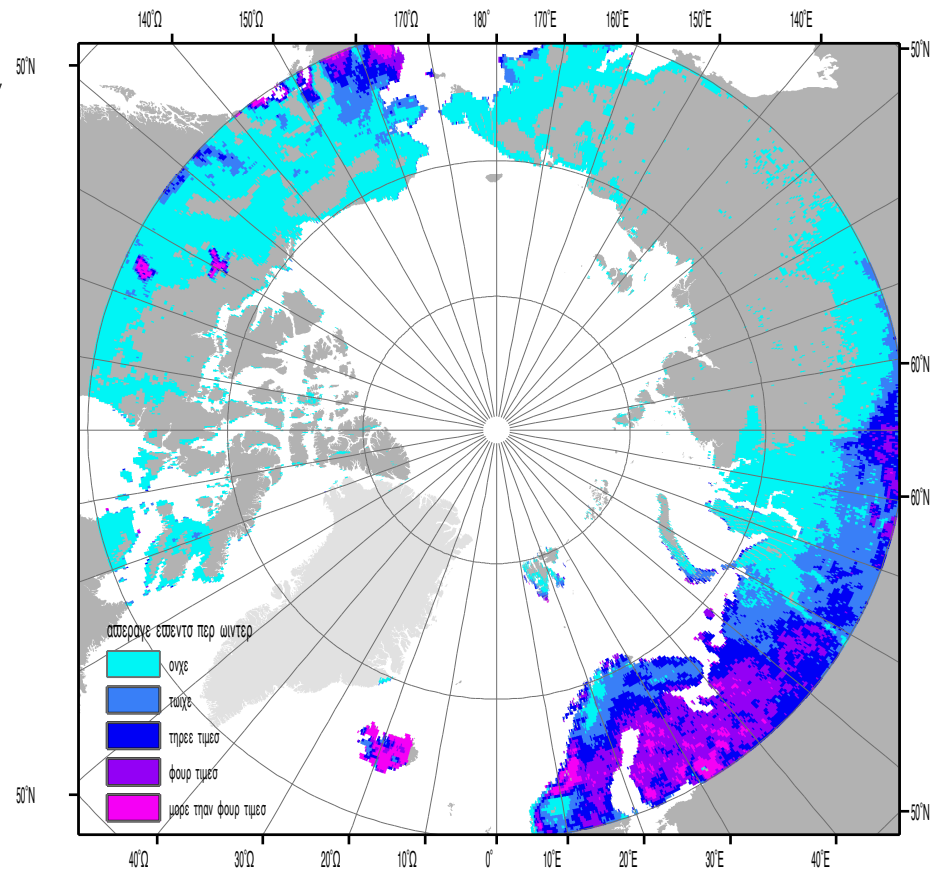 140°Ω 150°Ω 170°Ω 180° 170°E 160°E 150°E 140°E
50°N 50°N
60°N
60°N
αωεραγε εωεντσ περ ωιντερ
ονχε
τωιχε
τηρεε τιμεσ
φουρ τιμεσ
μορε τηαν φουρ τιμεσ
50°N 50°N
40°Ω 30°Ω 20°Ω 10°Ω 0° 10°E 20°E 30°E 40°E